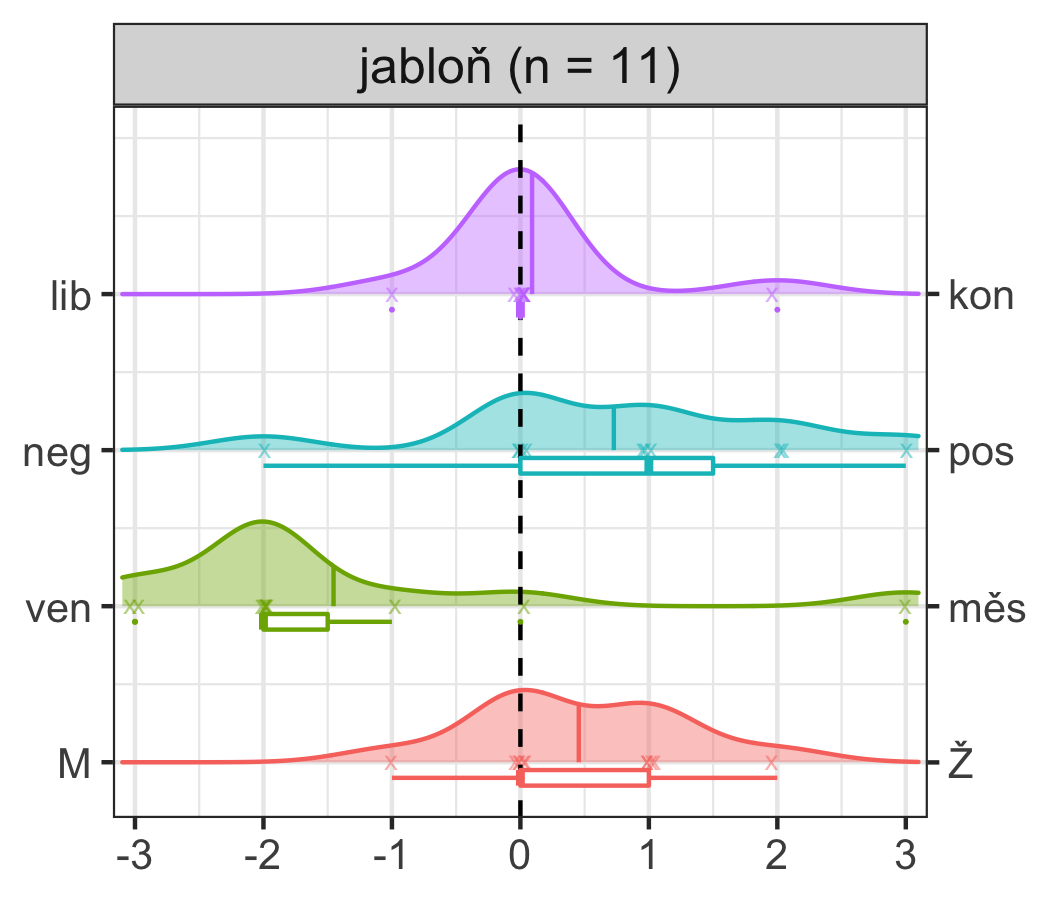 jabloň (n = 11)
lib kon
neg pos
ven měs
M Ž
-3 -2 -1 0 1 2 3